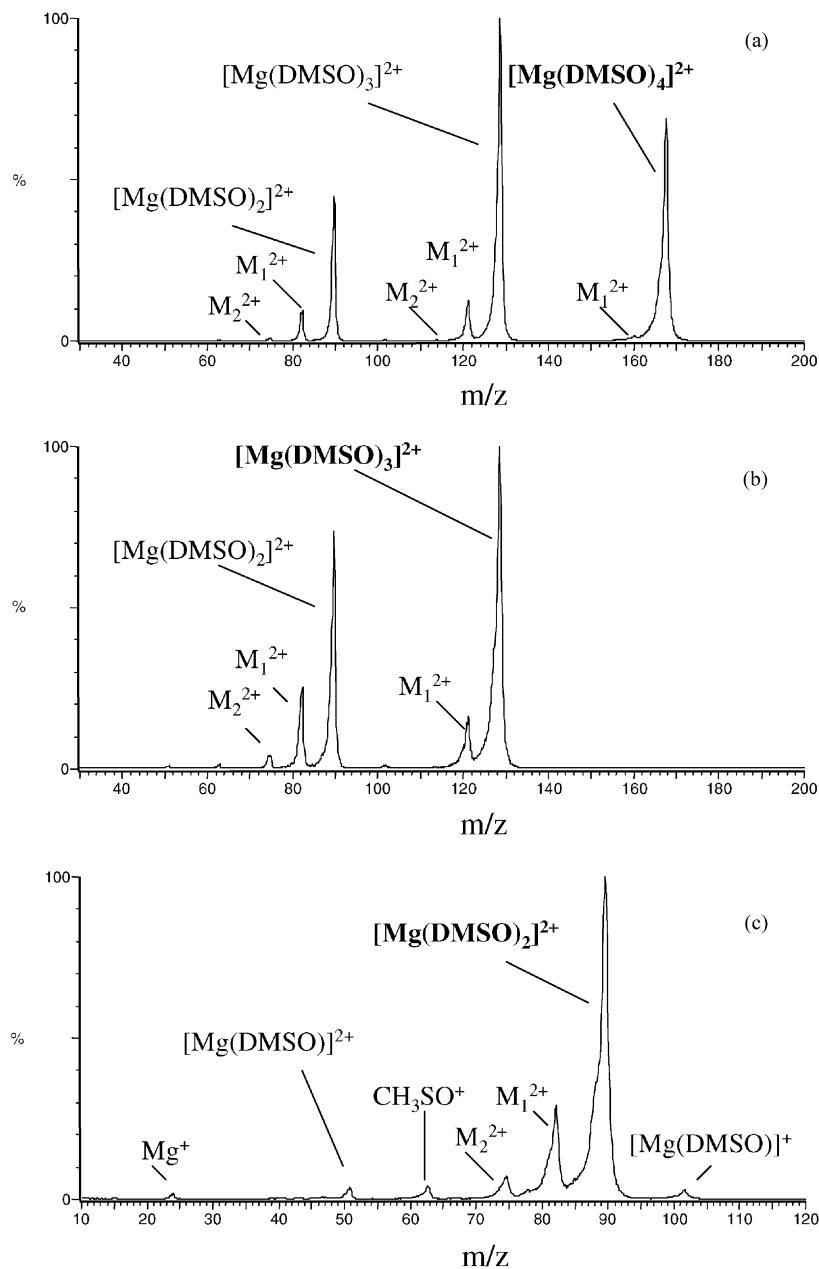 100
(a)
[Mg(DMSO)₃]²⁺
[Mg(DMSO)₄]²⁺
%
[Mg(DMSO)₂]²⁺
M₁²⁺
M₁²⁺
M₂²⁺
M₂²⁺
M₁²⁺
0
40 60 80 100 120 140 160 180 200
m/z
100
[Mg(DMSO)₃]²⁺
(b)
[Mg(DMSO)₂]²⁺
%
M₁²⁺
M₂²⁺
M₁²⁺
0
40 60 80 100 120 140 160 180 200
m/z
100
(c)
[Mg(DMSO)₂]²⁺
%
[Mg(DMSO)]²⁺
CH₃SO⁺
M₁²⁺
Mg⁺
M₂²⁺
[Mg(DMSO)]⁺
0
10 20 30 40 50 60 70 80 90 100 110 120
m/z